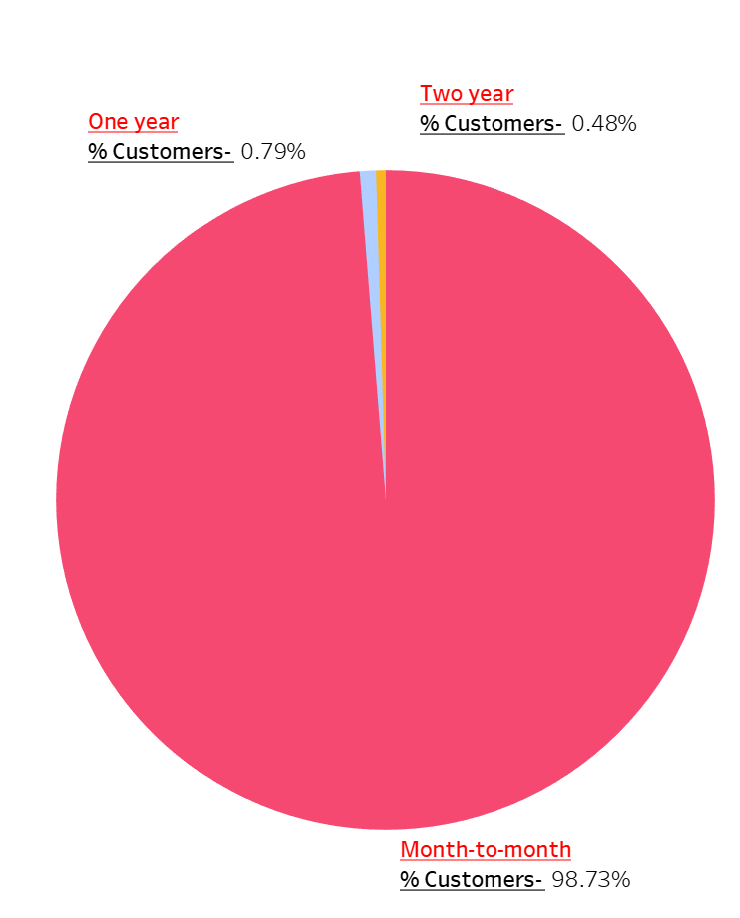 Two year
% Customers- 0.48%
One year
% Customers- 0.79%
Month-to-month
% Customers- 98.73%